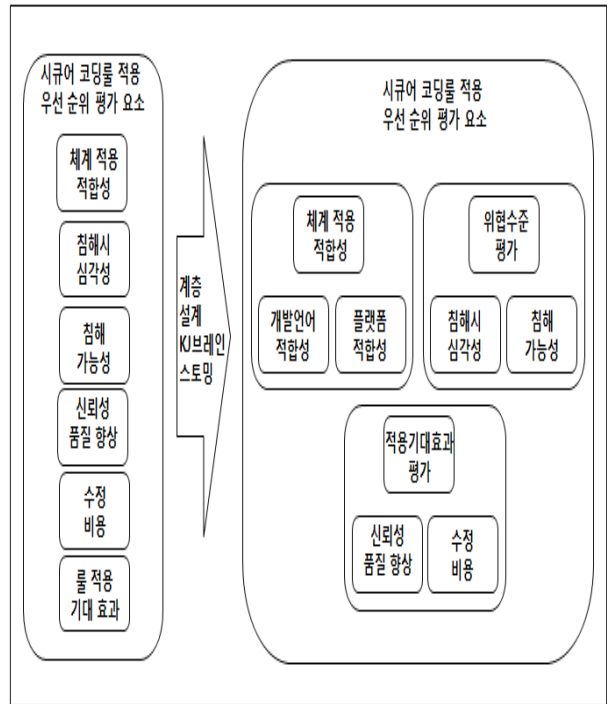 시큐어 코딩룰 적용
우선 순위 평가 요소
체계 적용
적합성
침해시
심각성
침해
가능성
신뢰성
품질 향상
수정
비용
룰 적용
기대 효과
계층
설계
KJ브레인
스토밍
시큐어 코딩룰 적용
우선 순위 평가 요소
체계 적용
적합성
개발언어
적합성
플랫폼
적합성
위협수준
평가
침해시
심각성
침해
가능성
적용기대효과
평가
신뢰성
품질 향상
수정
비용